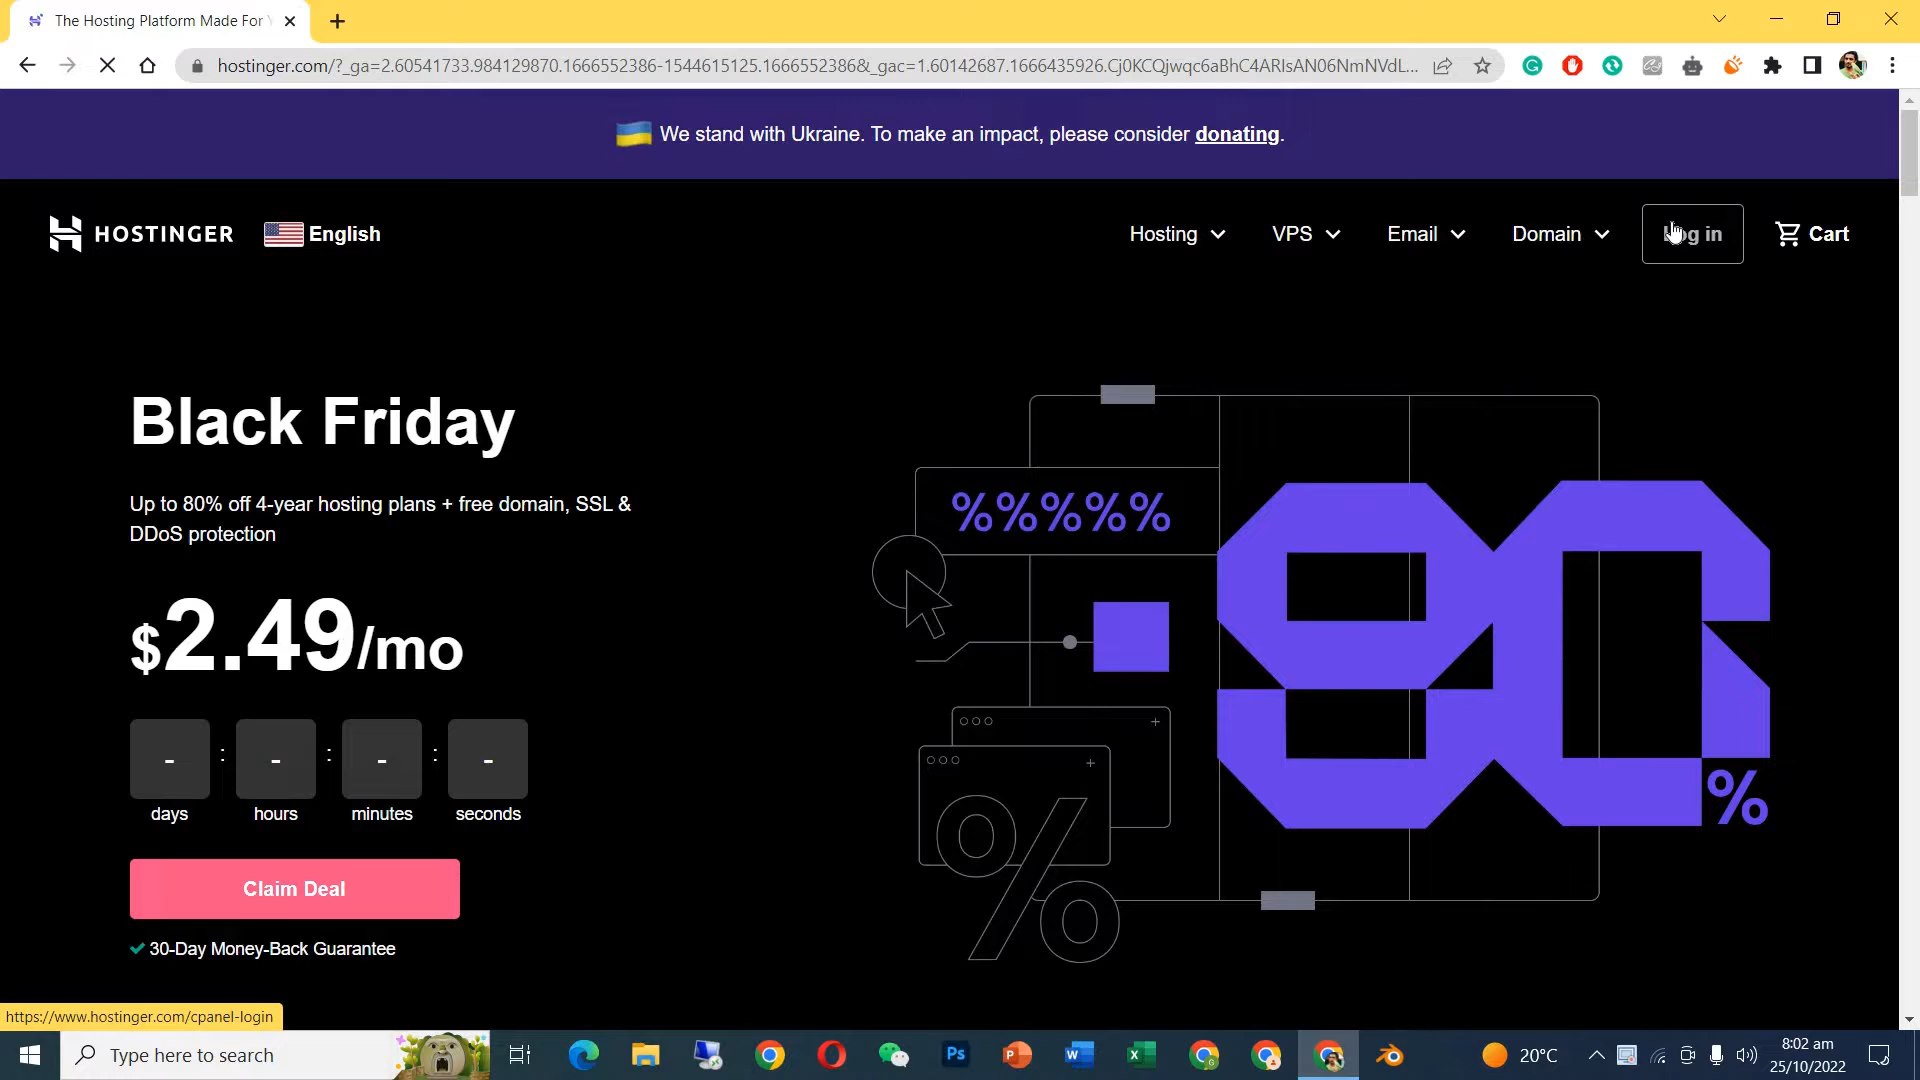 The Hosting Platform Made For
hostinger.com/?_ga=2.60541733.984129870.1666552386-1544615125.1666552386&_gac=1.60142687.1666435926.Cj0KCQjwqc6aBhC4ARIsAN06NmNVdL...
We stand with Ukraine. To make an impact, please consider donating.
HOSTINGER
English
Hosting
VPS
Email
Domain
Log in
Cart
Black Friday
Up to 80% off 4-year hosting plans + free domain, SSL &
DDoS protection
$2.49/mo
- : - : - : -
days hours minutes seconds
Claim Deal
30-Day Money-Back Guarantee
%%%%%
%
%
https://www.hostinger.com/cpanel-login
Type here to search
Ps
20°C
8:02 am
25/10/2022